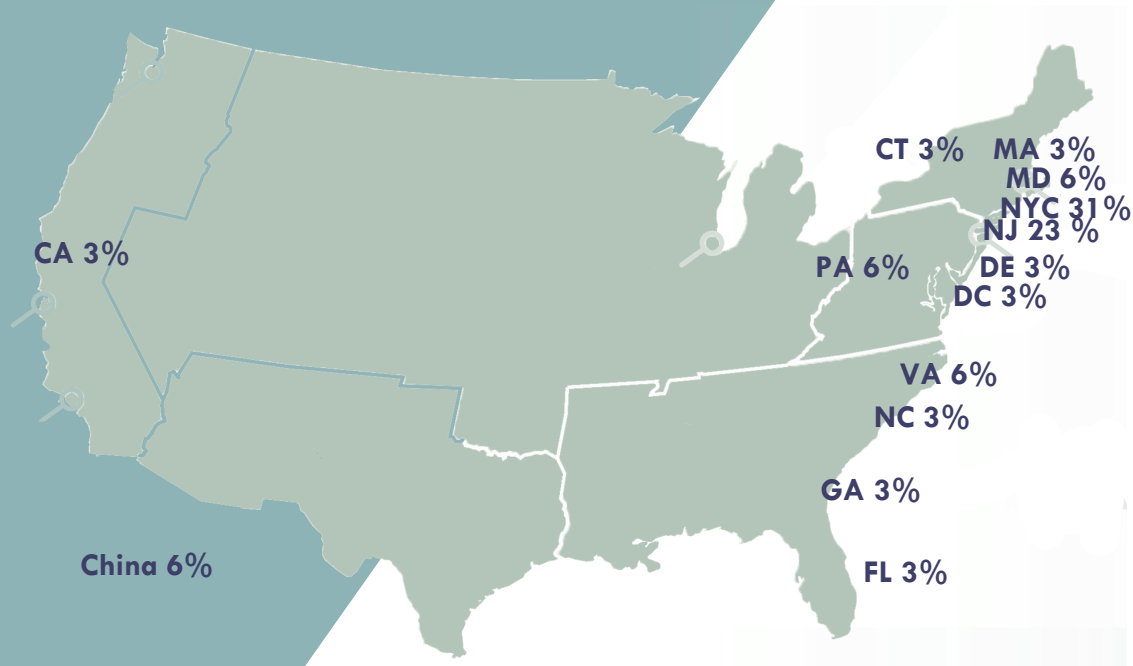 CT 3%
MA 3%
MD 6%
NYC 31%
NJ 23 %
CA 3%
PA 6%
DE 3%
DC 3%
VA 6%
NC 3%
GA 3%
China 6%
FL 3%